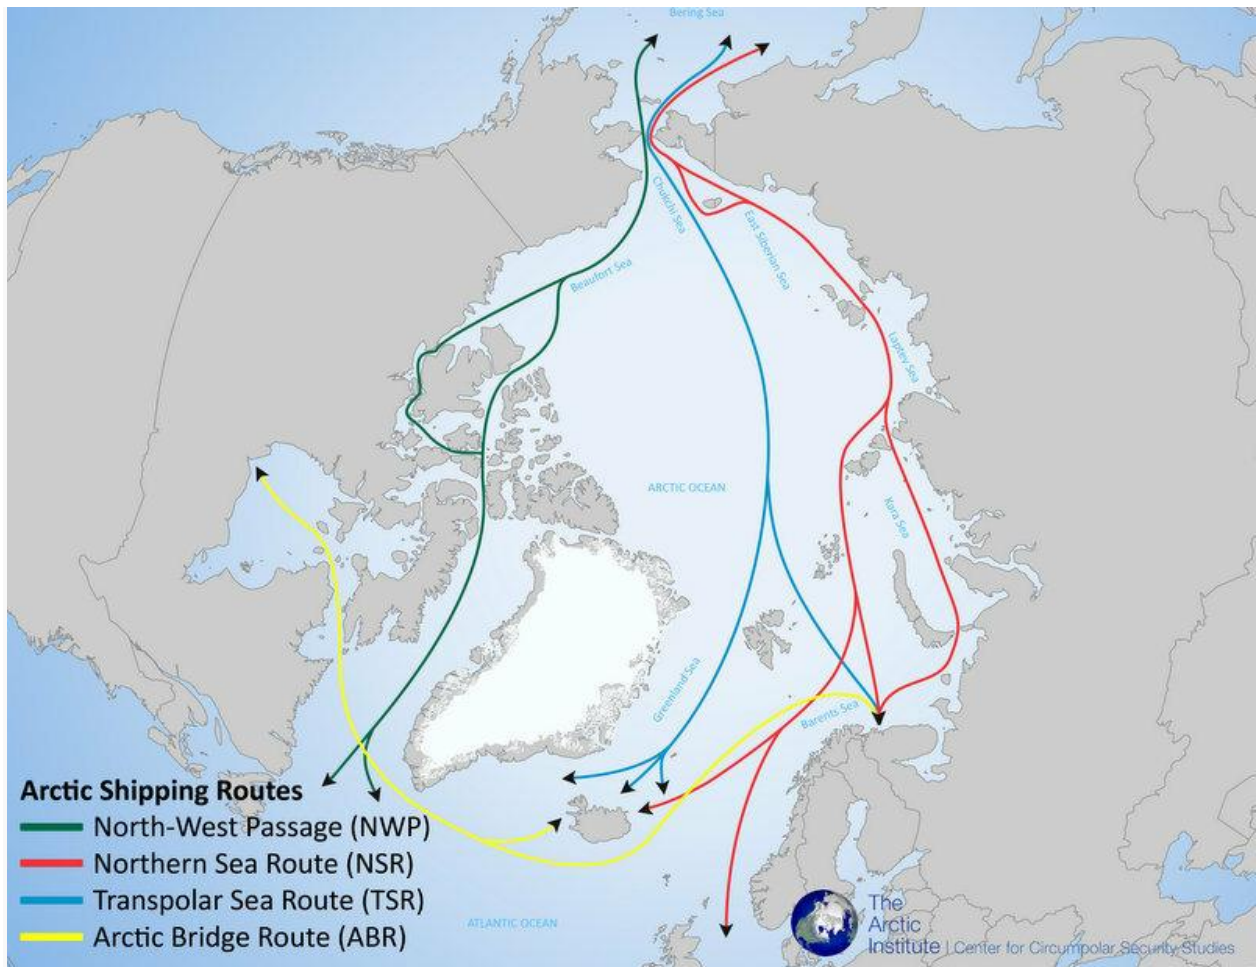 Bering Sea
Chukchi Sea
East Siberian Sea
Beaufort Sea
Laptev Sea
ARCTIC OCEAN
Kara Sea
Greenland Sea
Barents Sea
Arctic Shipping Routes
North-West Passage (NWP)
Northern Sea Route (NSR)
Transpolar Sea Route (TSR)
Arctic Bridge Route (ABR)
ATLANTIC OCEAN
The
Arctic
Institute | Center for Circumpolar Security Studies